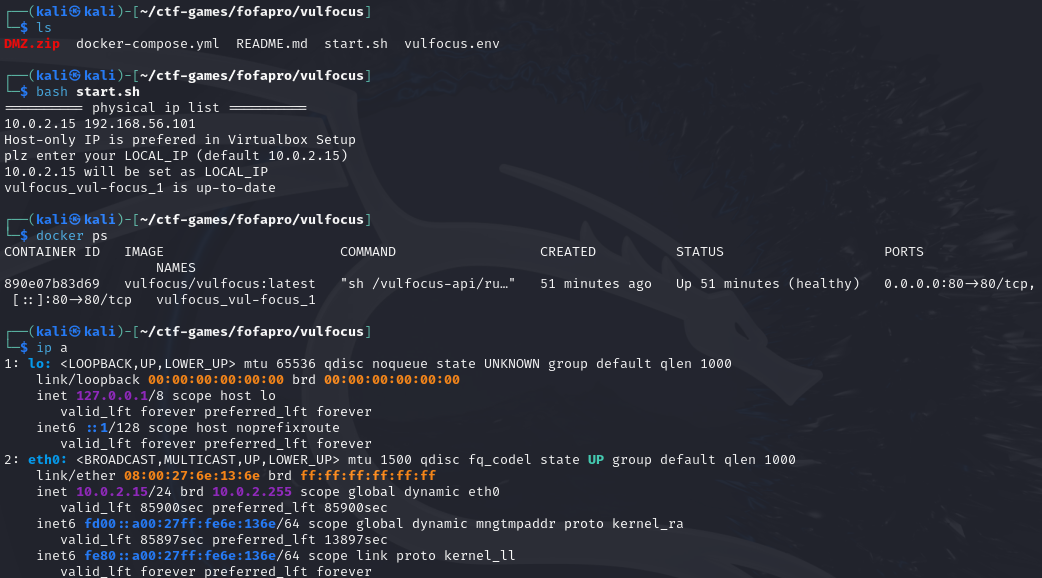 ┌──(kali㉿kali)-[~/ctf-games/fofapro/vulfocus]
└─$ ls
DMZ.zip  docker-compose.yml  README.md  start.sh  vulfocus.env
┌──(kali㉿kali)-[~/ctf-games/fofapro/vulfocus]
└─$ bash start.sh
========== physical ip list ==========
10.0.2.15 192.168.56.101
Host-only IP is prefered in Virtualbox Setup
plz enter your LOCAL_IP (default 10.0.2.15)
10.0.2.15 will be set as LOCAL_IP
vulfocus_vul-focus_1 is up-to-date
┌──(kali㉿kali)-[~/ctf-games/fofapro/vulfocus]
└─$ docker ps
CONTAINER ID   IMAGE                      COMMAND                  CREATED          STATUS                    PORTS
                   NAMES
890e07b83d69   vulfocus/vulfocus:latest   "sh /vulfocus-api/ru…"   51 minutes ago   Up 51 minutes (healthy)   0.0.0.0:80->80/tcp,
 [::]:80->80/tcp   vulfocus_vul-focus_1
┌──(kali㉿kali)-[~/ctf-games/fofapro/vulfocus]
└─$ ip a
1: lo: <LOOPBACK,UP,LOWER_UP> mtu 65536 qdisc noqueue state UNKNOWN group default qlen 1000
    link/loopback 00:00:00:00:00:00 brd 00:00:00:00:00:00
    inet 127.0.0.1/8 scope host lo
       valid_lft forever preferred_lft forever
    inet6 ::1/128 scope host noprefixroute
       valid_lft forever preferred_lft forever
2: eth0: <BROADCAST,MULTICAST,UP,LOWER_UP> mtu 1500 qdisc fq_codel state UP group default qlen 1000
    link/ether 08:00:27:6e:13:6e brd ff:ff:ff:ff:ff:ff
    inet 10.0.2.15/24 brd 10.0.2.255 scope global dynamic eth0
       valid_lft 85900sec preferred_lft 85900sec
    inet6 fd00::a00:27ff:fe6e:136e/64 scope global dynamic mngtmpaddr proto kernel_ra
       valid_lft 85897sec preferred_lft 13897sec
    inet6 fe80::a00:27ff:fe6e:136e/64 scope link proto kernel_ll
       valid_lft forever preferred_lft forever